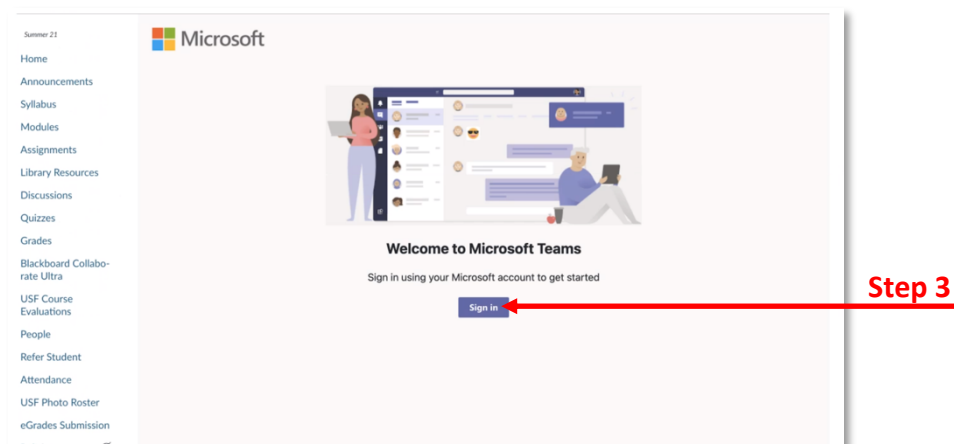 Summer 21
Home
Announcements
Syllabus
Modules
Assignments
Library Resources
Discussions
Quizzes
Grades
Blackboard Collabo-
rate Ultra
USF Course
Evaluations
People
Refer Student
Attendance
USF Photo Roster
eGrades Submission
Microsoft
Welcome to Microsoft Teams
Sign in using your Microsoft account to get started
Sign in
Step 3